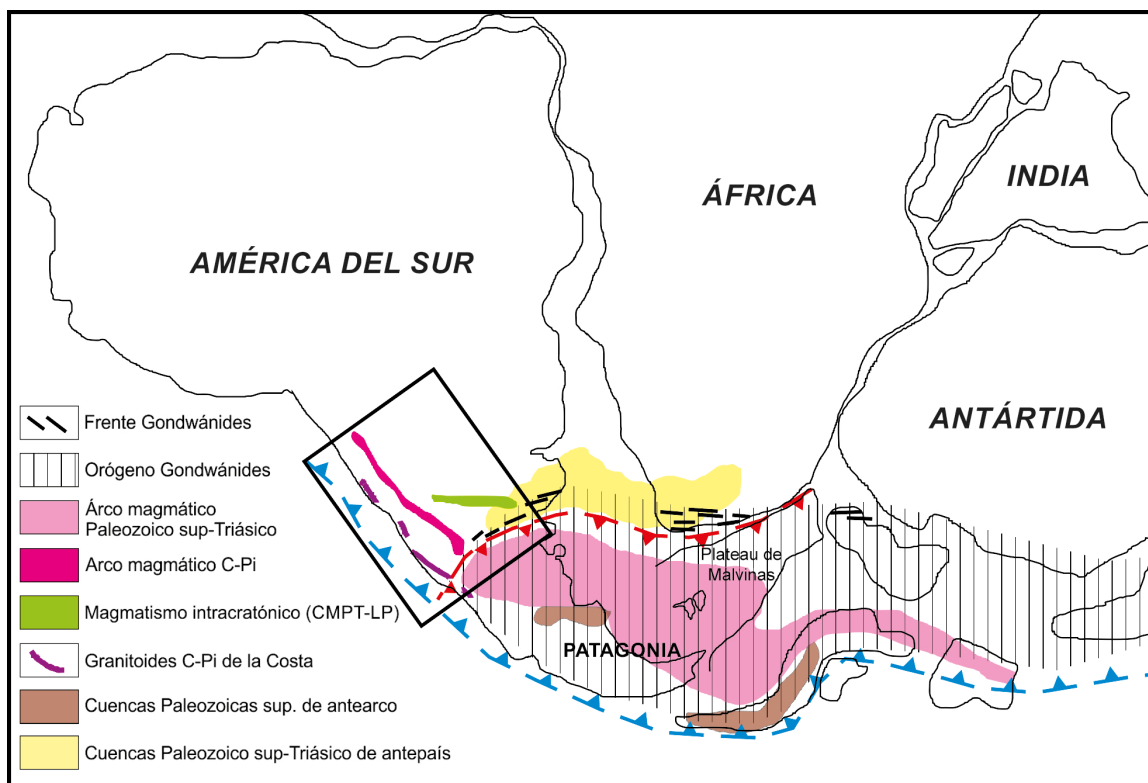 INDIA
ÁFRICA
AMÉRICA DEL SUR
ANTÁRTIDA
Plateau de
Malvinas
PATAGONIA
Frente Gondwánides
Orógeno Gondwánides
Árco magmático
Paleozoico sup-Triásico
Arco magmático C-Pi
Magmatismo intracratónico (CMPT-LP)
Granitoides C-Pi de la Costa
Cuencas Paleozoicas sup. de antearco
Cuencas Paleozoico sup-Triásico de antepaís